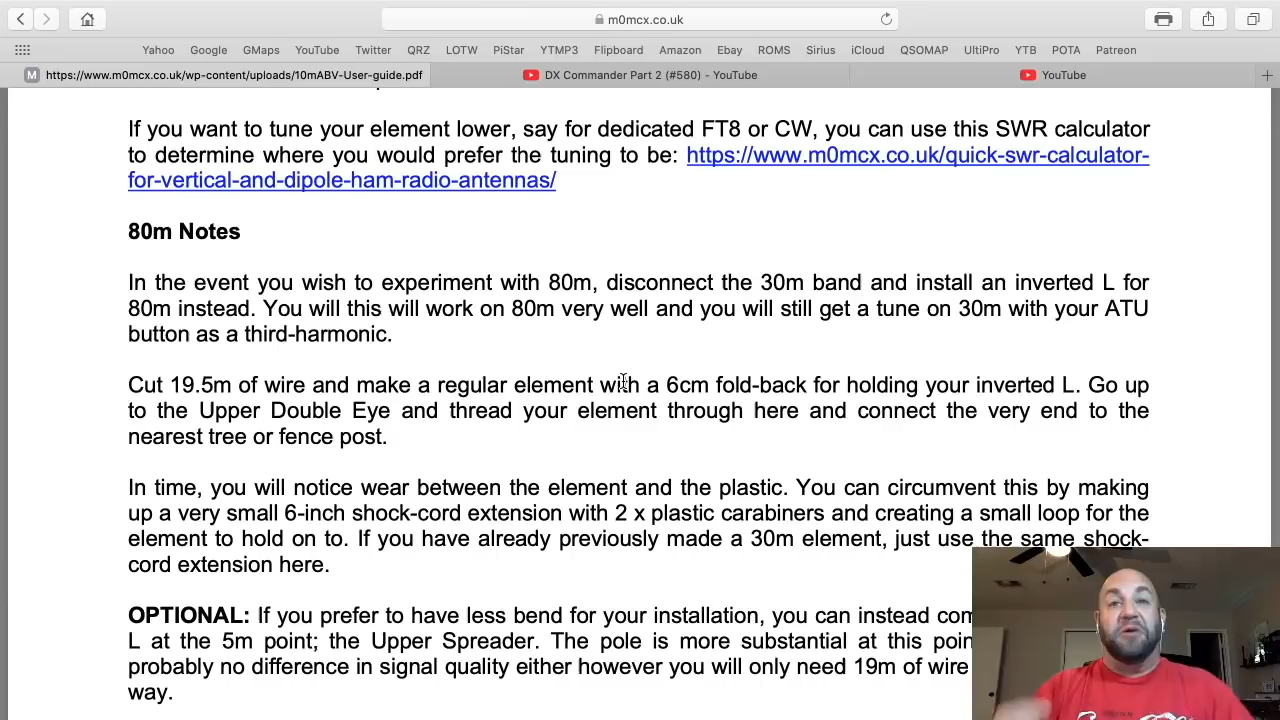 m0mcx.co.uk
Yahoo Google GMaps YouTube Twitter QRZ LOTW PiStar YTMP3 Flipboard Amazon Ebay ROMS Sirius iCloud QSOMAP UltiPro YTB POTA Patreon
M https://www.m0mcx.co.uk/wp-content/uploads/10mABV-User-guide.pdf DX Commander Part 2 (#580) - YouTube YouTube
If you want to tune your element lower, say for dedicated FT8 or CW, you can use this SWR calculator
to determine where you would prefer the tuning to be: https://www.m0mcx.co.uk/quick-swr-calculator-
for-vertical-and-dipole-ham-radio-antennas/
80m Notes
In the event you wish to experiment with 80m, disconnect the 30m band and install an inverted L for
80m instead. You will this will work on 80m very well and you will still get a tune on 30m with your ATU
button as a third-harmonic.
Cut 19.5m of wire and make a regular element with a 6cm fold-back for holding your inverted L. Go up
to the Upper Double Eye and thread your element through here and connect the very end to the
nearest tree or fence post.
In time, you will notice wear between the element and the plastic. You can circumvent this by making
up a very small 6-inch shock-cord extension with 2 x plastic carabiners and creating a small loop for the
element to hold on to. If you have already previously made a 30m element, just use the same shock-
cord extension here.
OPTIONAL: If you prefer to have less bend for your installation, you can instead
L at the 5m point; the Upper Spreader. The pole is more substantial at this
probably no difference in signal quality either however you will only need 19m of wire
way.